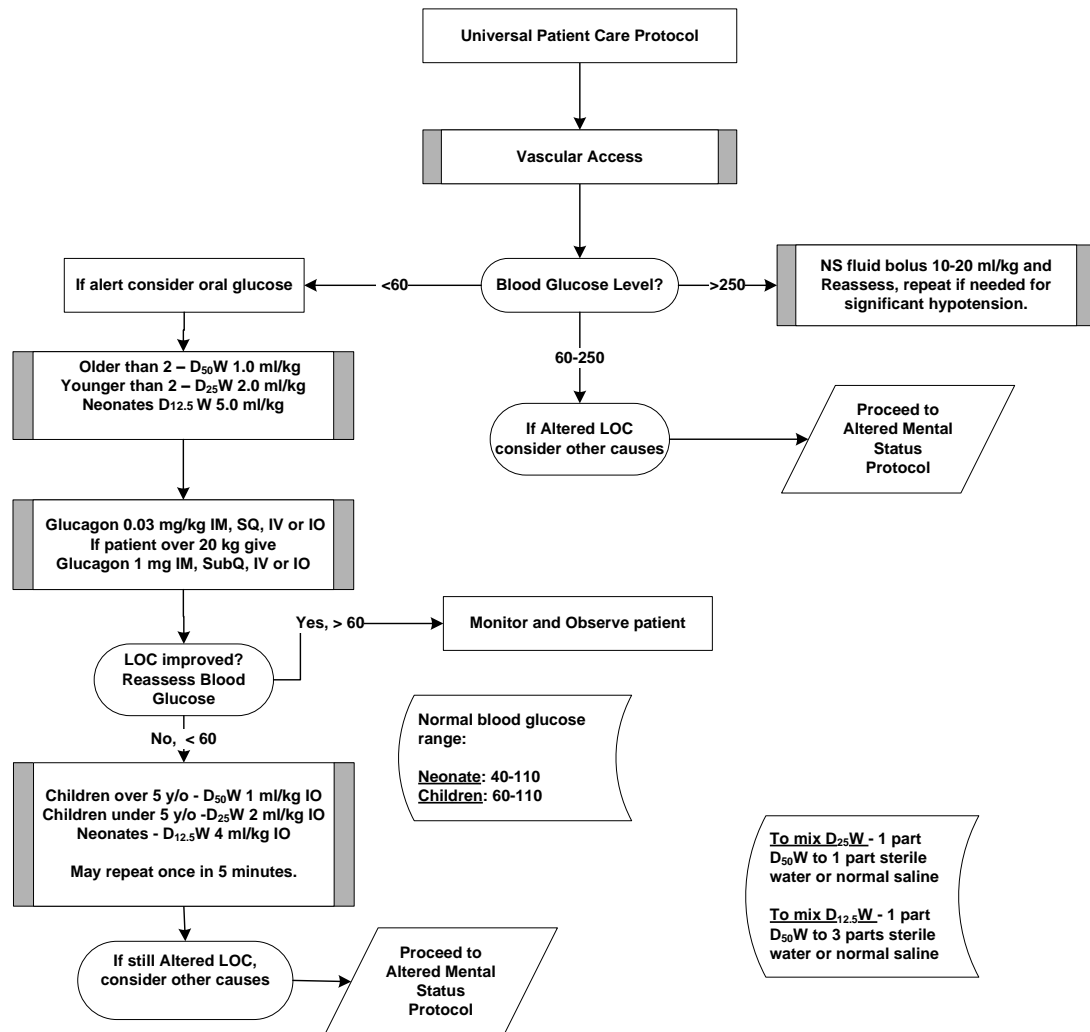 Universal Patient Care Protocol
Vascular Access
Blood Glucose Level?
<60
>250
60-250
If alert consider oral glucose
NS fluid bolus 10-20 ml/kg and
Reassess, repeat if needed for
significant hypotension.
Older than 2 – D50W 1.0 ml/kg
Younger than 2 – D25W 2.0 ml/kg
Neonates D12.5 W 5.0 ml/kg
If Altered LOC
consider other causes
Proceed to
Altered Mental
Status
Protocol
Glucagon 0.03 mg/kg IM, SQ, IV or IO
If patient over 20 kg give
Glucagon 1 mg IM, SubQ, IV or IO
Yes, > 60
Monitor and Observe patient
LOC improved?
Reassess Blood
Glucose
No, < 60
Normal blood glucose
range:
Neonate: 40-110
Children: 60-110
Children over 5 y/o - D50W 1 ml/kg IO
Children under 5 y/o -D25W 2 ml/kg IO
Neonates - D12.5W 4 ml/kg IO
May repeat once in 5 minutes.
To mix D25W - 1 part
D50W to 1 part sterile
water or normal saline
To mix D12.5W - 1 part
D50W to 3 parts sterile
water or normal saline
If still Altered LOC,
consider other causes
Proceed to
Altered Mental
Status
Protocol